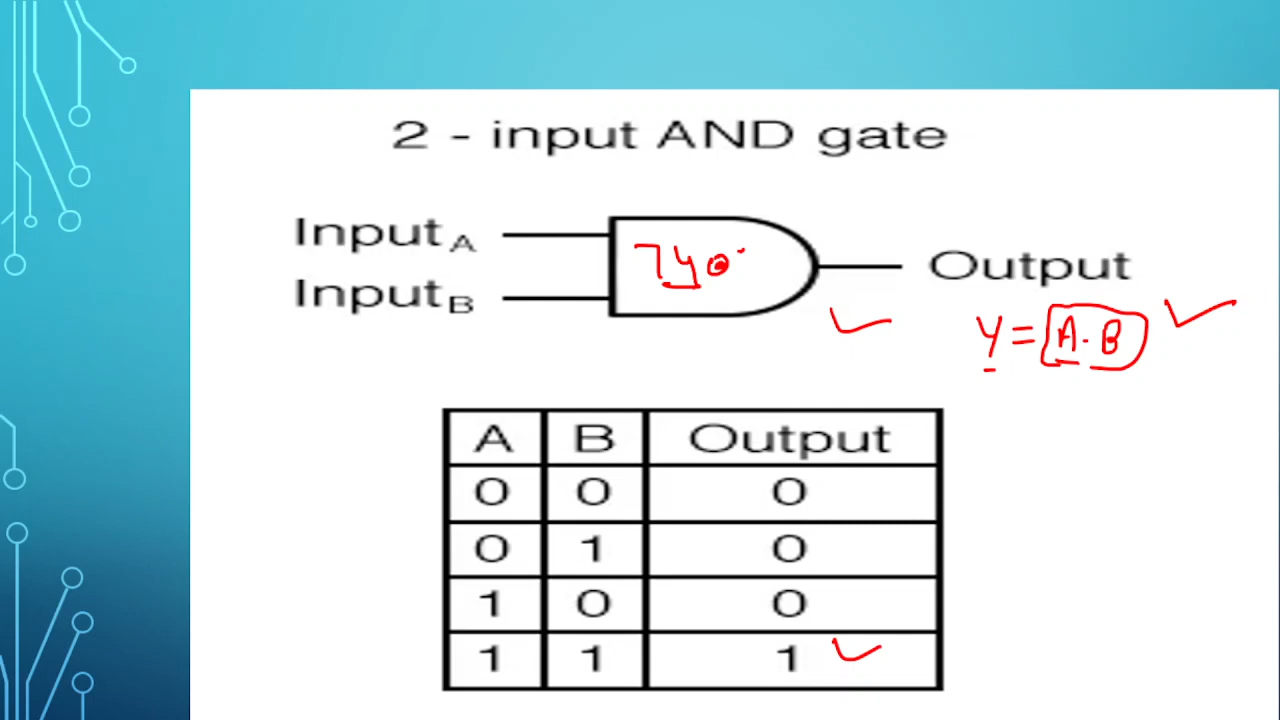 2 - input AND gate
Input A
Input B
Output
Y = A . B
A B Output
0 0 0
0 1 0
1 0 0
1 1 1